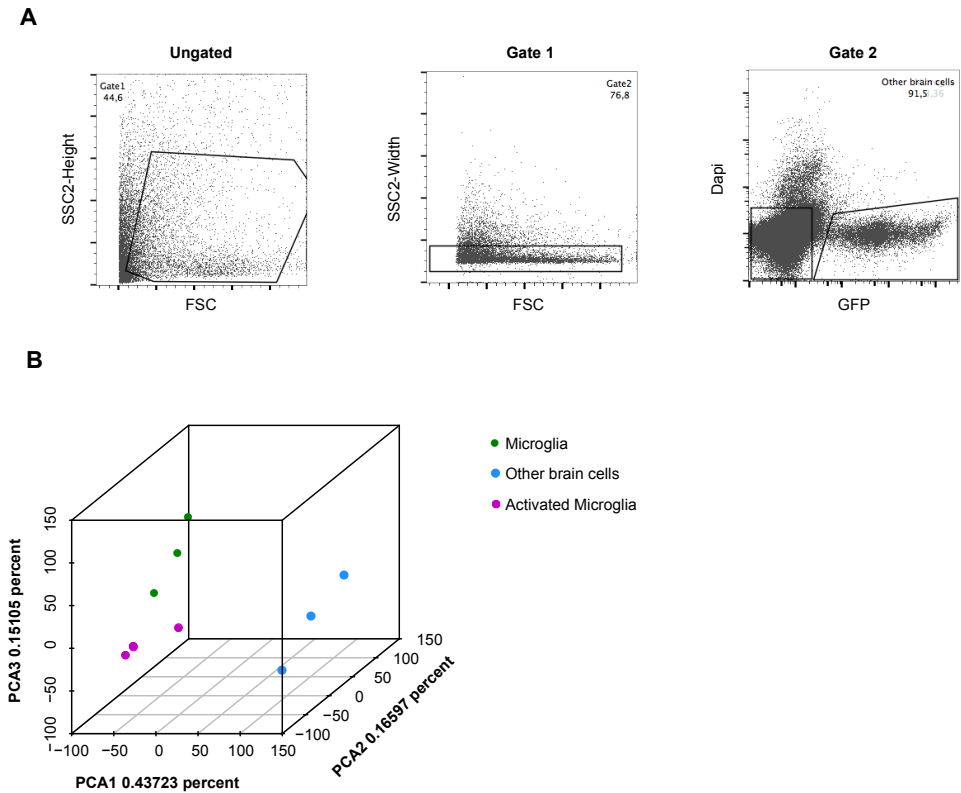 A
Ungated
Gate 1
Gate 2
Gate1
44,6
SSC2-Height
FSC
Gate2
76,8
SSC2-Width
FSC
Other brain cells
91,5
Dapi
GFP
B
Microglia
Other brain cells
Activated Microglia
150
100
50
0
−50
−100
PCA3 0.15105 percent
−100
−50
0
50
100
150
PCA1 0.43723 percent
150
100
50
0
−50
−100
PCA2 0.16597 percent